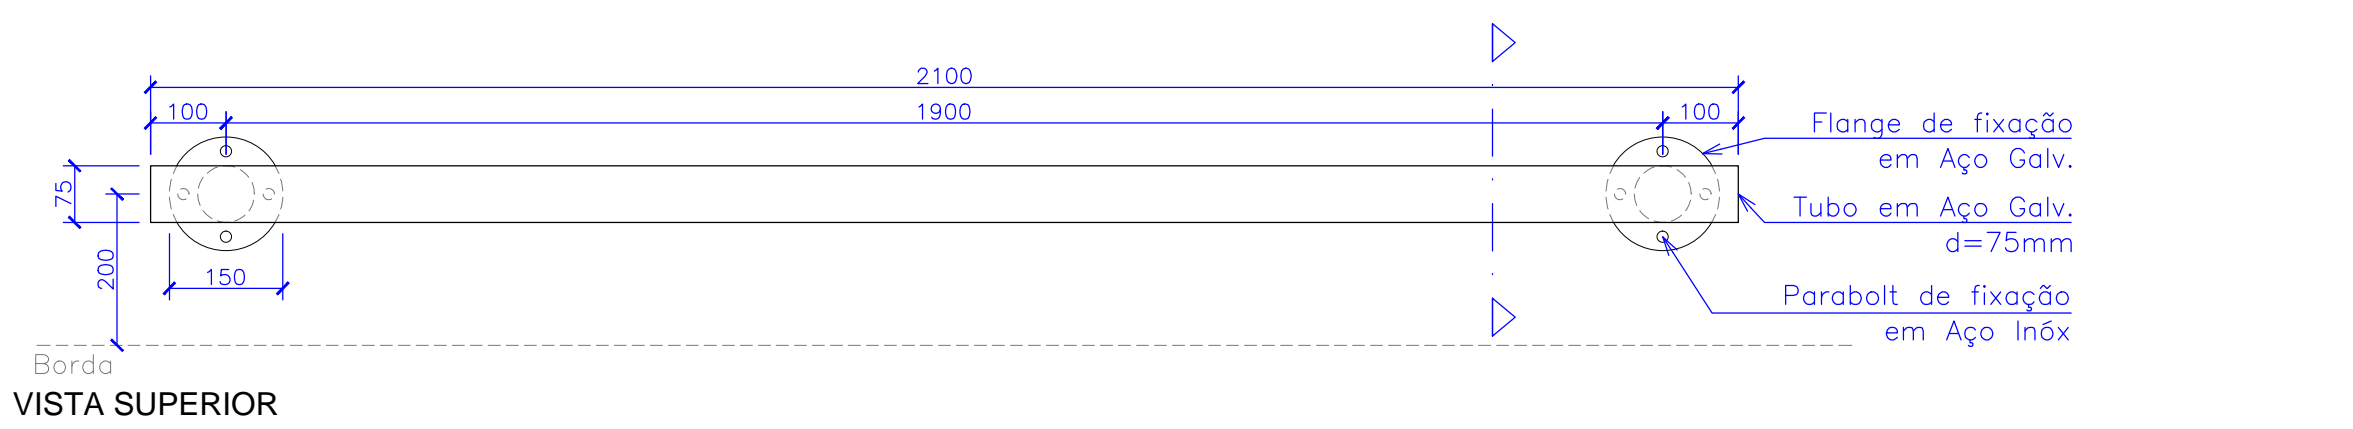 2100
100
1900
100
Flange de fixação
em Aço Galv.
75
Tubo em Aço Galv.
d=75mm
200
150
Parabolt de fixação
em Aço Inóx
Borda
VISTA SUPERIOR